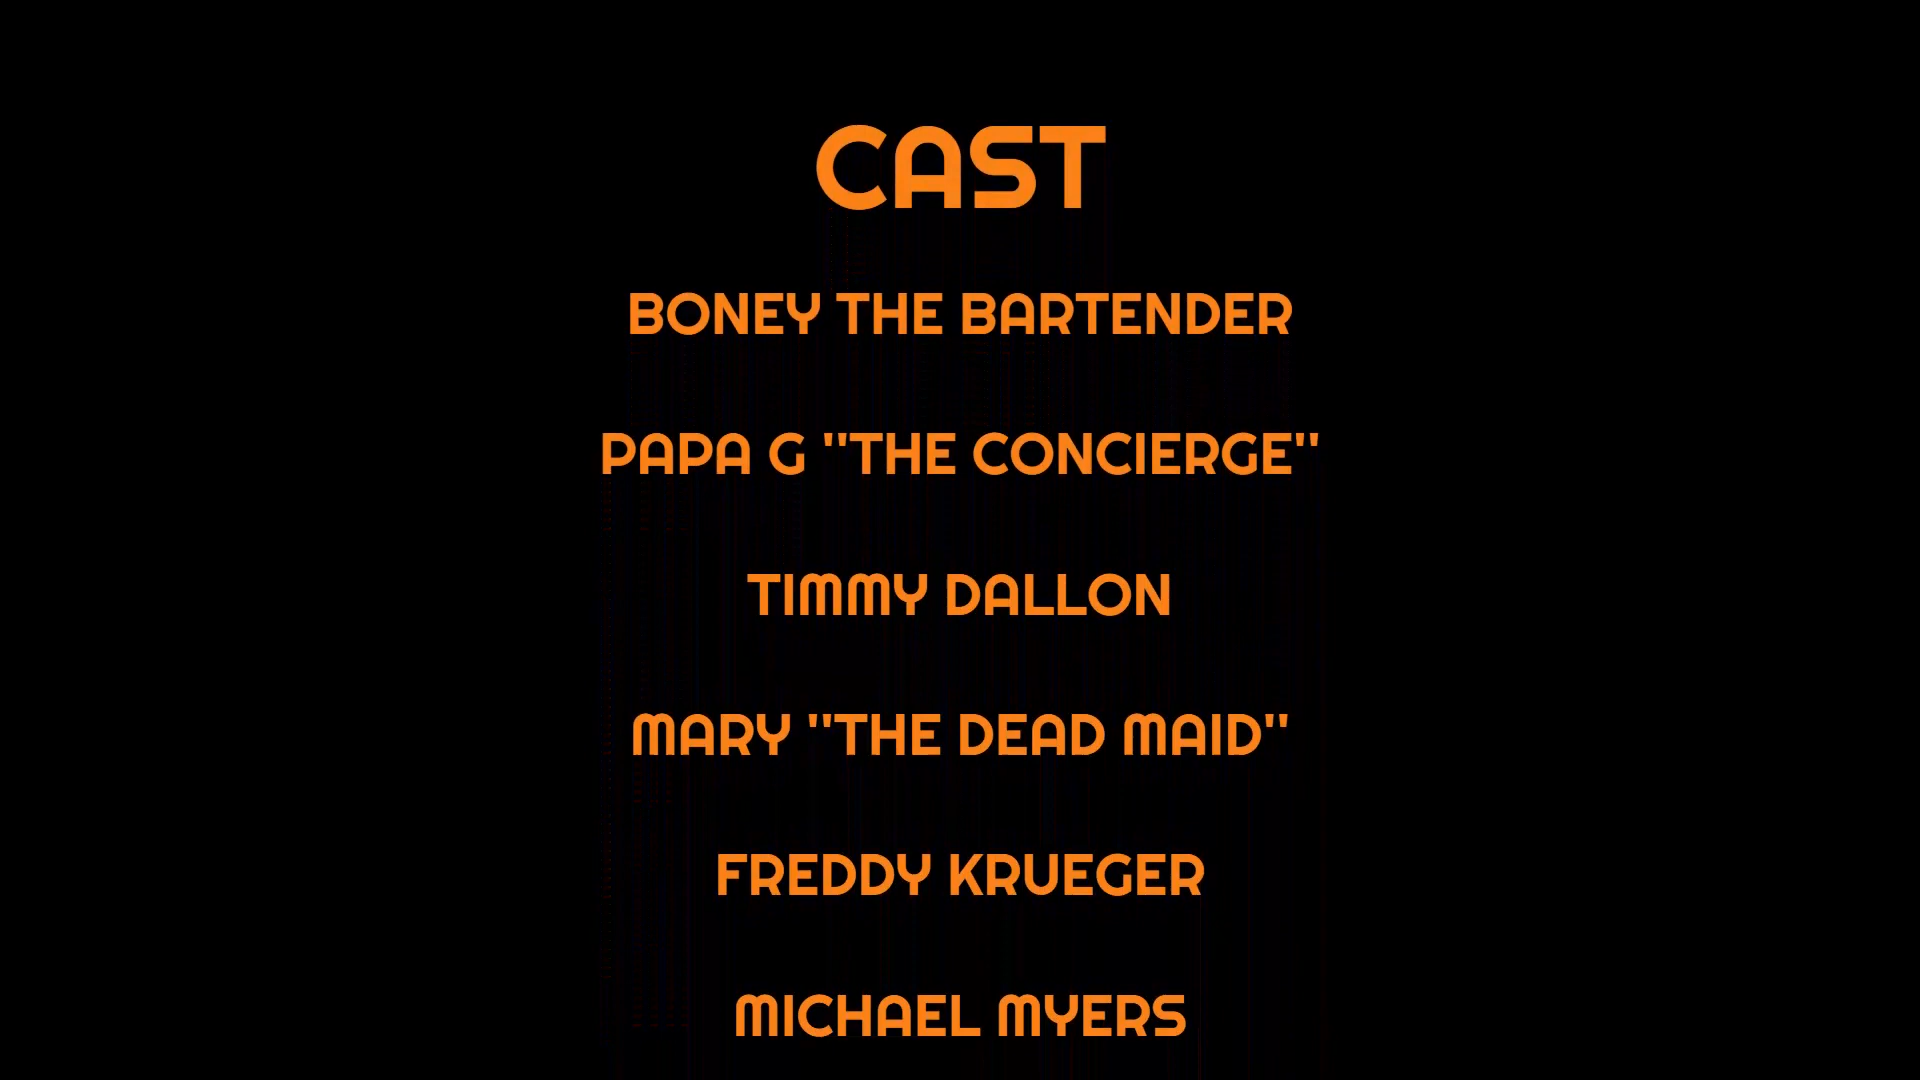 CAST
BONEY THE BARTENDER
PAPA G "THE CONCIERGE"
TIMMY DALLON
MARY "THE DEAD MAID"
FREDDY KRUEGER
MICHAEL MYERS